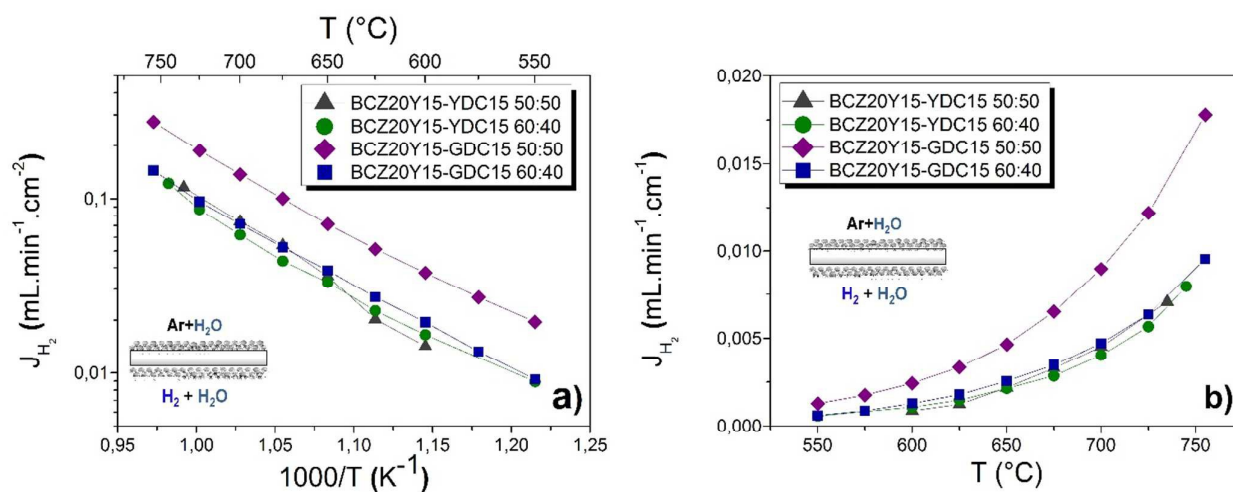 T (°C)
750 700 650 600 550
BCZ20Y15-YDC15 50:50
BCZ20Y15-YDC15 60:40
BCZ20Y15-GDC15 50:50
BCZ20Y15-GDC15 60:40
J_H2 (mL.min⁻¹.cm⁻²)
0,1
0,01
Ar+H₂O
H₂ + H₂O
a)
0,95 1,00 1,05 1,10 1,15 1,20 1,25
1000/T (K⁻¹)
0,020
0,015
0,010
0,005
0,000
J_H2 (mL.min⁻¹.cm⁻¹)
BCZ20Y15-YDC15 50:50
BCZ20Y15-YDC15 60:40
BCZ20Y15-GDC15 50:50
BCZ20Y15-GDC15 60:40
Ar+H₂O
H₂ + H₂O
b)
550 600 650 700 750
T (°C)